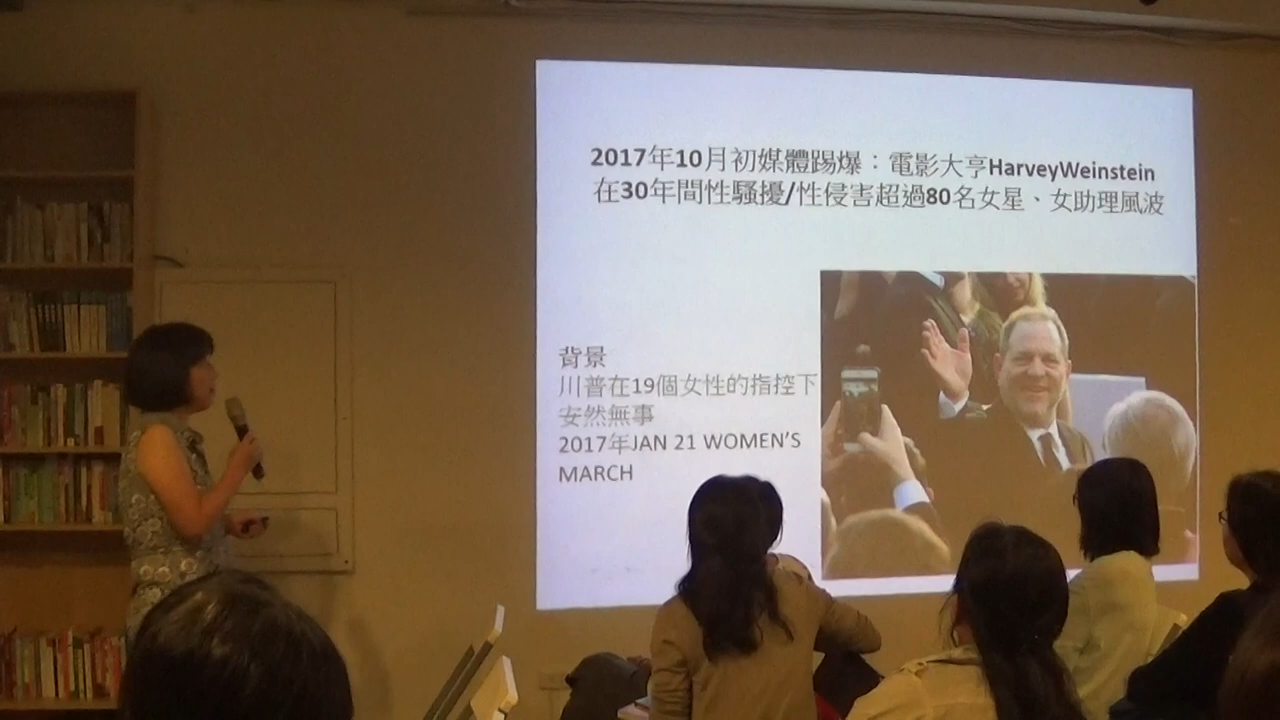 2017年10月初媒體踢爆：電影大亨HarveyWeinstein
在30年間性騷擾/性侵害超過80名女星、女助理風波
背景
川普在19個女性的指控下
安然無事
2017年JAN 21 WOMEN'S
MARCH